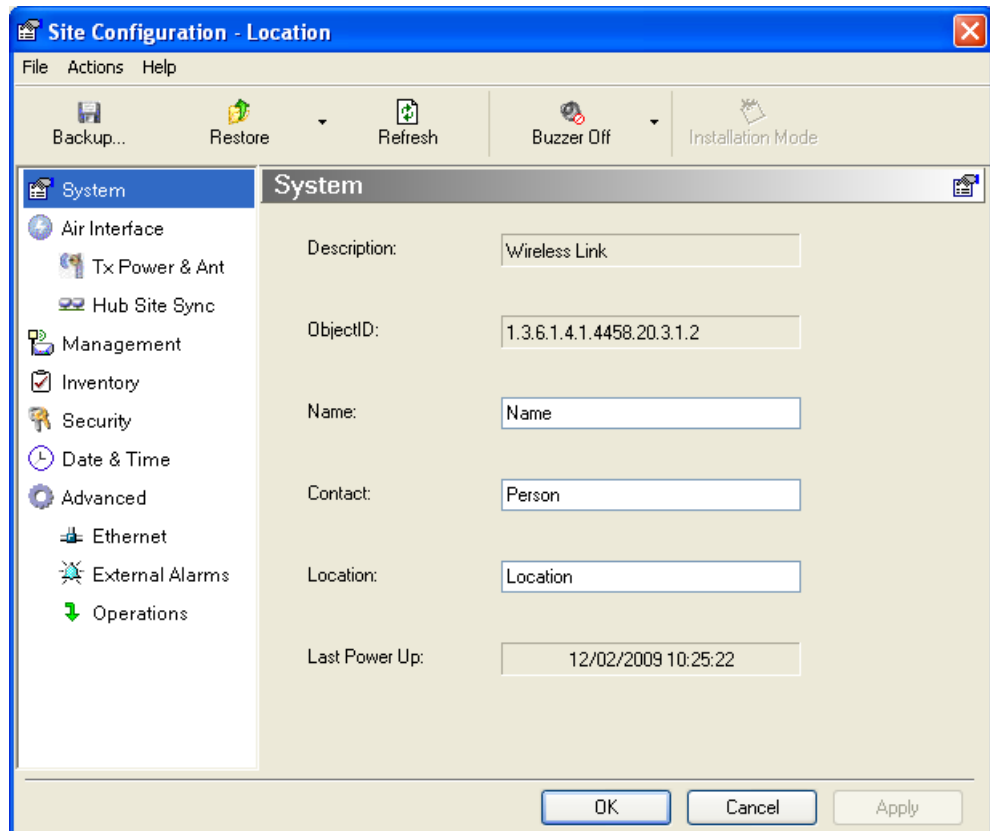 Site Configuration - Location
File Actions Help
Backup... Restore Refresh Buzzer Off Installation Mode
System
Air Interface
Tx Power & Ant
Hub Site Sync
Management
Inventory
Security
Date & Time
Advanced
Ethernet
External Alarms
Operations
System
Description: Wireless Link
ObjectID: 1.3.6.1.4.1.4458.20.3.1.2
Name: Name
Contact: Person
Location: Location
Last Power Up: 12/02/2009 10:25:22
OK Cancel Apply